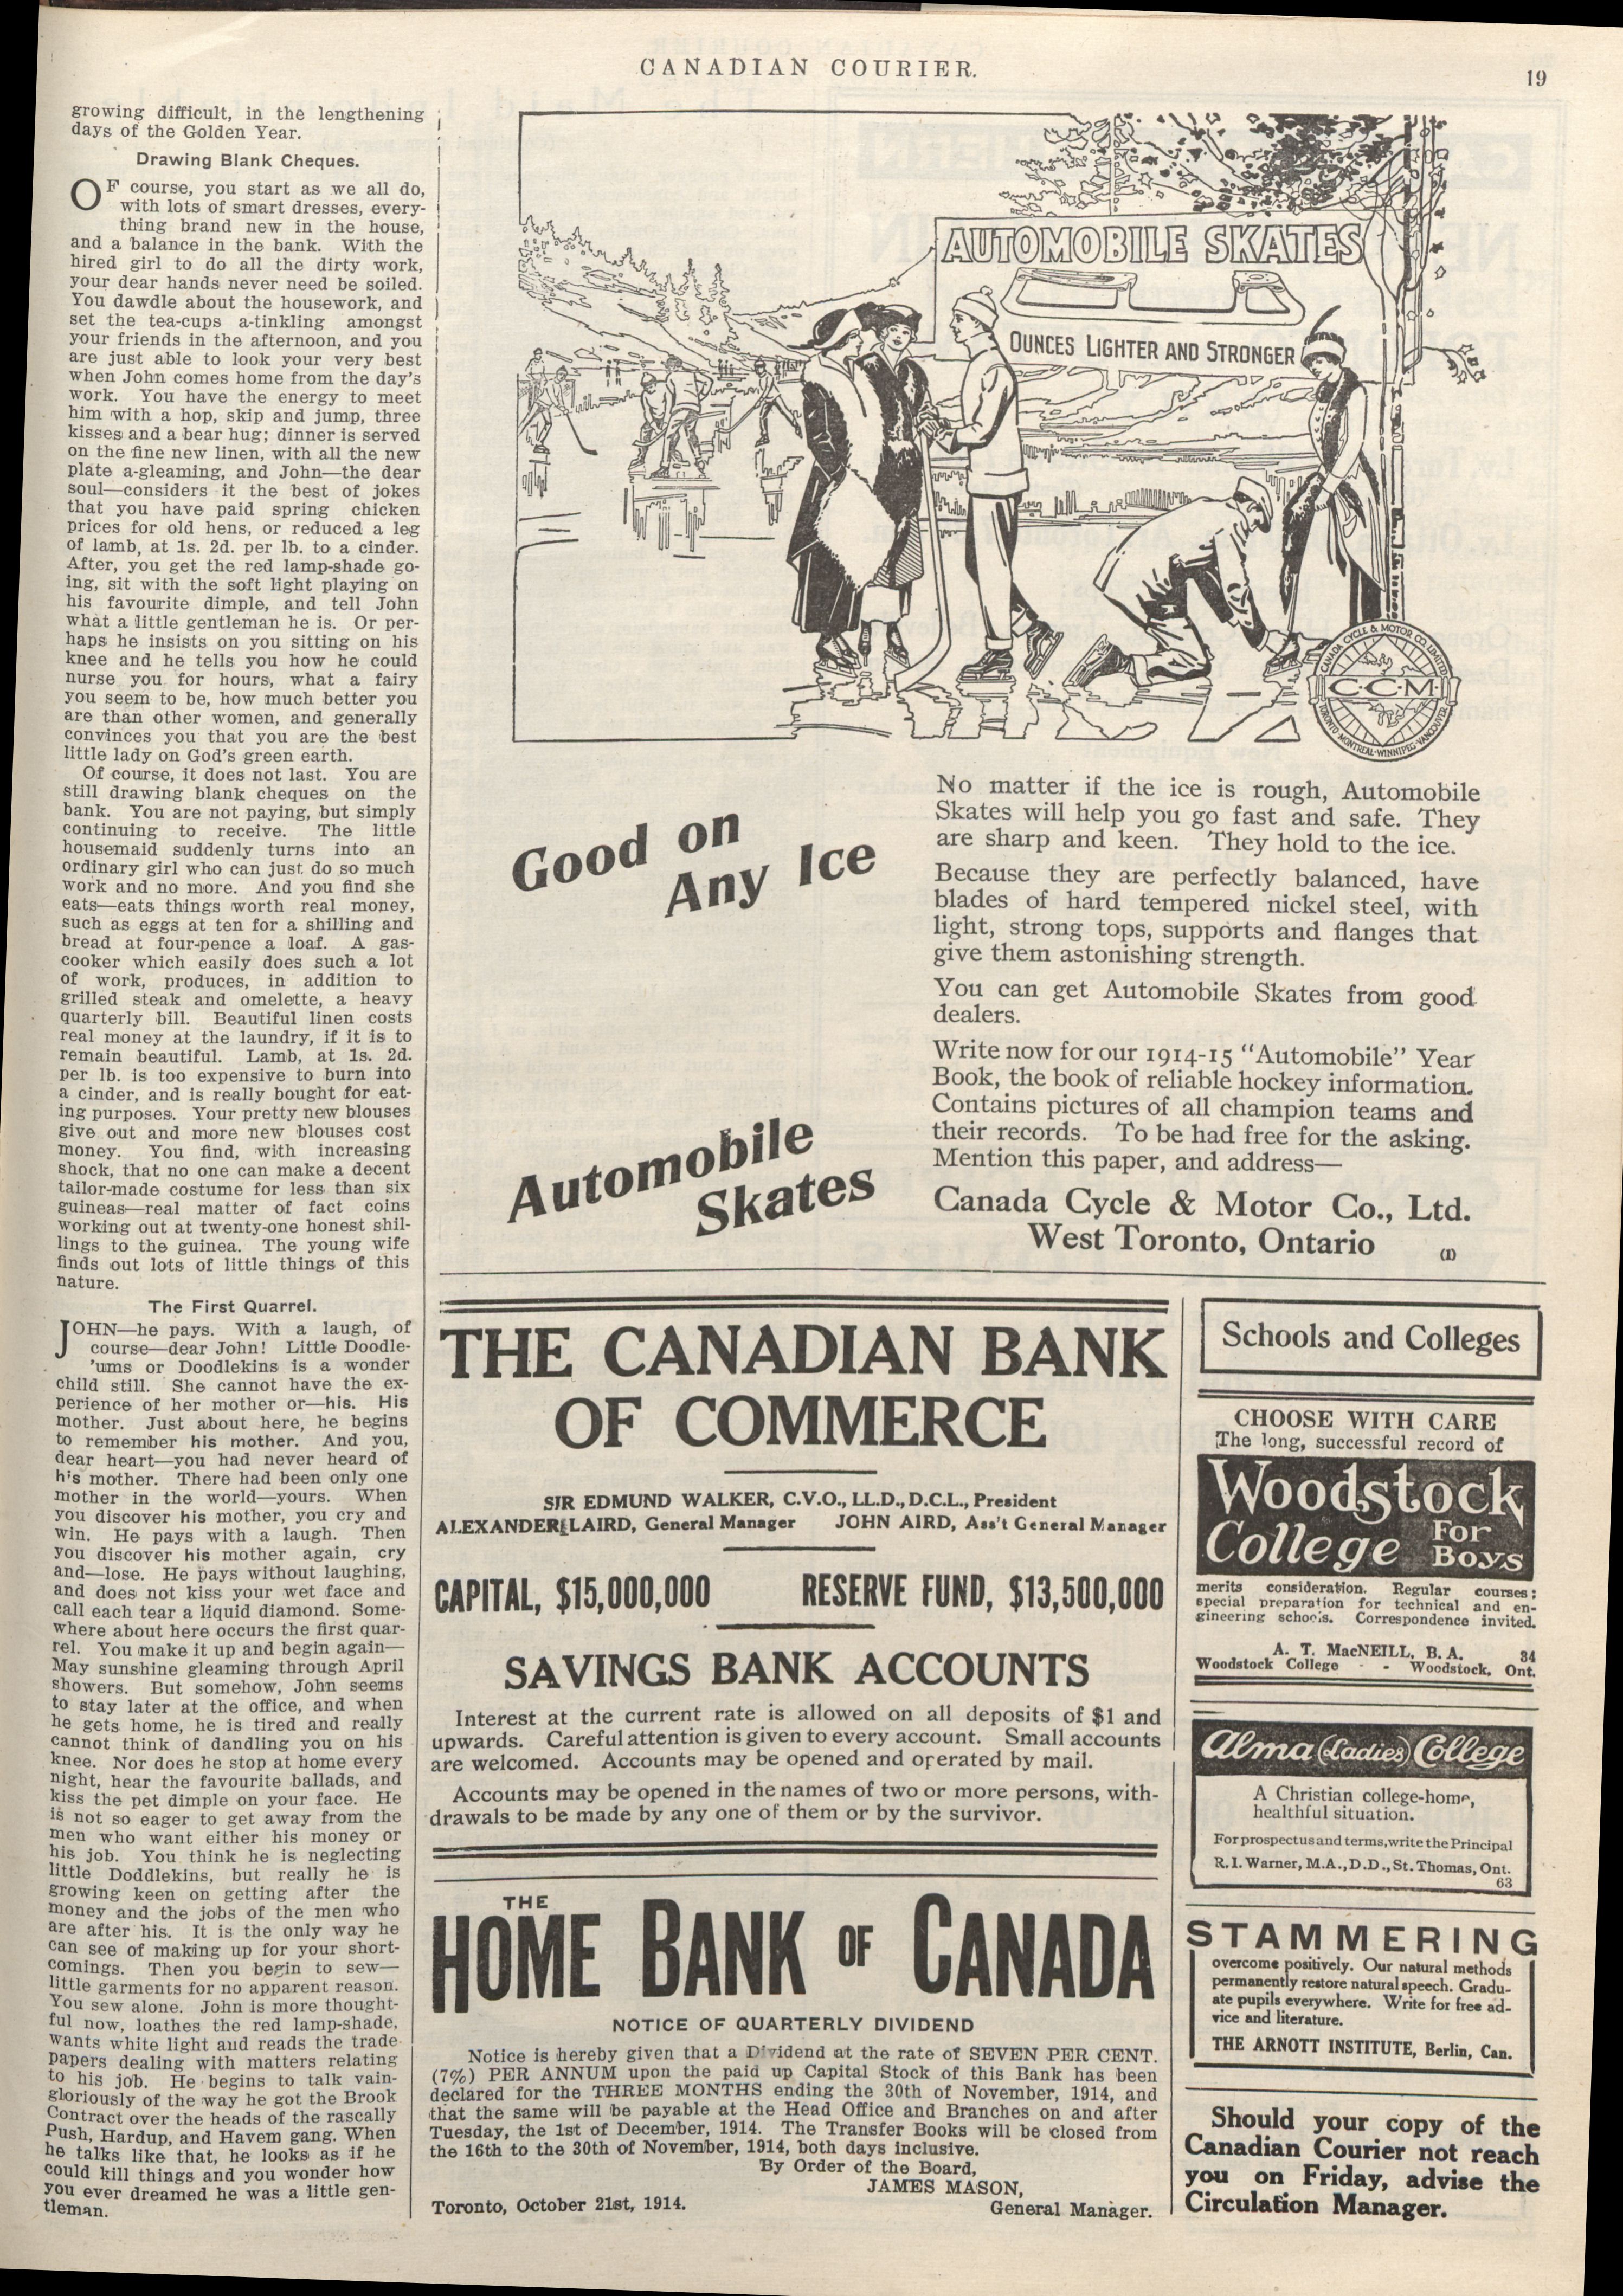 CANADIAN COURIER.
19
growing difficult, in the lengthening
days of the Golden Year.
Drawing Blank Cheques.
OF course, you start as we all do,
with lots of smart dresses, every-
thing brand new in the house,
and a balance in the bank. With the
hired girl to do all the dirty work,
your dear hands never need be soiled.
You dawdle about the housework, and
set the tea-cups a-tinkling amongst
your friends in the afternoon, and you
are just able to look your very best
when John comes home from the day's
work. You have the energy to meet
him with a hop, skip and jump, three
kisses and a bear hug; dinner is served
on the fine new linen, with all the new
plate a-gleaming, and John—the dear
soul—considers it the best of jokes
that you have paid spring chicken
prices for old hens, or reduced a leg
of lamb, at 1s. 2d. per lb. to a cinder.
After, you get the red lamp-shade go-
ing, sit with the soft light playing on
his favourite dimple, and tell John
what a little gentleman he is. Or per-
haps he insists on you sitting on his
knee and he tells you how he could
nurse you for hours, what a fairy
you seem to be, how much better you
are than other women, and generally
convinces you that you are the best
little lady on God's green earth.
Of course, it does not last. You are
still drawing blank cheques on the
bank. You are not paying, but simply
continuing to receive. The little
housemaid suddenly turns into an
ordinary girl who can just do so much
work and no more. And you find she
eats—eats things worth real money,
such as eggs at ten for a shilling and
bread at four-pence a loaf. A gas-
cooker which easily does such a lot
of work, produces, in addition to
grilled steak and omelette, a heavy
quarterly bill. Beautiful linen costs
real money at the laundry, if it is to
remain beautiful. Lamb, at 1s. 2d.
per lb. is too expensive to burn into
a cinder, and is really bought for eat-
ing purposes. Your pretty new blouses
give out and more new blouses cost
money. You find, with increasing
shock, that no one can make a decent
tailor-made costume for less than six
guineas—real matter of fact coins
working out at twenty-one honest shil-
lings to the guinea. The young wife
finds out lots of little things of this
nature.
The First Quarrel.
JOHN—he pays. With a laugh, of
course—dear John! Little Doodle-
'ums or Doodlekins is a wonder
child still. She cannot have the ex-
perience of her mother or—his. His
mother. Just about here, he begins
to remember his mother. And you,
dear heart—you had never heard of
his mother. There had been only one
mother in the world—yours. When
you discover his mother, you cry and
win. He pays with a laugh. Then
you discover his mother again, cry
and—lose. He pays without laughing,
and does not kiss your wet face and
call each tear a liquid diamond. Some-
where about here occurs the first quar-
rel. You make it up and begin again—
May sunshine gleaming through April
showers. But somehow, John seems
to stay later at the office, and when
he gets home, he is tired and really
cannot think of dandling you on his
knee. Nor does he stop at home every
night, hear the favourite ballads, and
kiss the pet dimple on your face. He
is not so eager to get away from the
men who want either his money or
his job. You think he is neglecting
little Doddlekins, but really he is
growing keen on getting after the
money and the jobs of the men who
are after his. It is the only way he
can see of making up for your short-
comings. Then you begin to sew—
little garments for no apparent reason.
You sew alone. John is more thought-
ful now, loathes the red lamp-shade,
wants white light and reads the trade
papers dealing with matters relating
to his job. He begins to talk vain-
gloriously of the way he got the Brook
Contract over the heads of the rascally
Push, Hardup, and Havem gang. When
he talks like that, he looks as if he
could kill things and you wonder how
you ever dreamed he was a little gen-
tleman.
AUTOMOBILE SKATES
OUNCES LIGHTER AND STRONGER
CANADA CYCLE & MOTOR CO. LIMITED
C·C·M·
TORONTO·MONTREAL·WINNIPEG·VANCOUVER
Good on
Any Ice
Automobile
Skates
No matter if the ice is rough, Automobile
Skates will help you go fast and safe. They
are sharp and keen. They hold to the ice.
Because they are perfectly balanced, have
blades of hard tempered nickel steel, with
light, strong tops, supports and flanges that
give them astonishing strength.
You can get Automobile Skates from good
dealers.
Write now for our 1914-15 "Automobile" Year
Book, the book of reliable hockey information.
Contains pictures of all champion teams and
their records. To be had free for the asking.
Mention this paper, and address—
Canada Cycle & Motor Co., Ltd.
West Toronto, Ontario (1)
THE CANADIAN BANK
OF COMMERCE
SIR EDMUND WALKER, C.V.O., LL.D., D.C.L., President
ALEXANDER LAIRD, General Manager JOHN AIRD, Ass't General Manager
CAPITAL, $15,000,000 RESERVE FUND, $13,500,000
SAVINGS BANK ACCOUNTS
Interest at the current rate is allowed on all deposits of $1 and
upwards. Careful attention is given to every account. Small accounts
are welcomed. Accounts may be opened and operated by mail.
Accounts may be opened in the names of two or more persons, with-
drawals to be made by any one of them or by the survivor.
THE
HOME BANK OF CANADA
NOTICE OF QUARTERLY DIVIDEND
Notice is hereby given that a Dividend at the rate of SEVEN PER CENT.
(7%) PER ANNUM upon the paid up Capital Stock of this Bank has been
declared for the THREE MONTHS ending the 30th of November, 1914, and
that the same will be payable at the Head Office and Branches on and after
Tuesday, the 1st of December, 1914. The Transfer Books will be closed from
the 16th to the 30th of November, 1914, both days inclusive.
By Order of the Board,
JAMES MASON,
Toronto, October 21st, 1914. General Manager.
Schools and Colleges
CHOOSE WITH CARE
The long, successful record of
Woodstock
College For
Boys
merits consideration. Regular courses:
special preparation for technical and en-
gineering schools. Correspondence invited.
A. T. MacNEILL, B. A. 34
Woodstock College - - Woodstock, Ont.
Alma (Ladies) College
A Christian college-home,
healthful situation.
For prospectus and terms, write the Principal
R. I. Warner, M.A., D.D., St. Thomas, Ont.
63
STAMMERING
overcome positively. Our natural methods
permanently restore natural speech. Gradu-
ate pupils everywhere. Write for free ad-
vice and literature.
THE ARNOTT INSTITUTE, Berlin, Can.
Should your copy of the
Canadian Courier not reach
you on Friday, advise the
Circulation Manager.